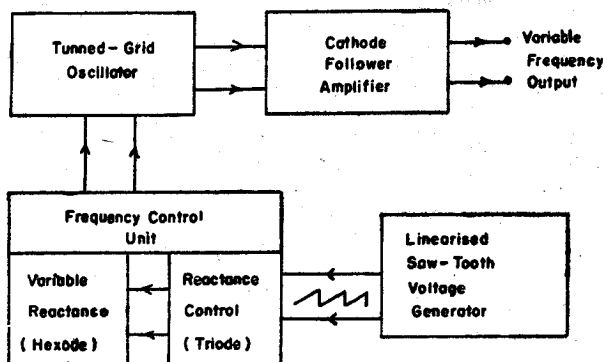 Tunned-Grid
Oscillator
Cathode
Follower
Amplifier
Variable
Frequency
Output
Frequency Control
Unit
Variable
Reactance
( Hexode )
Reactance
Control
( Triode )
Linearised
Saw-Tooth
Voltage
Generator